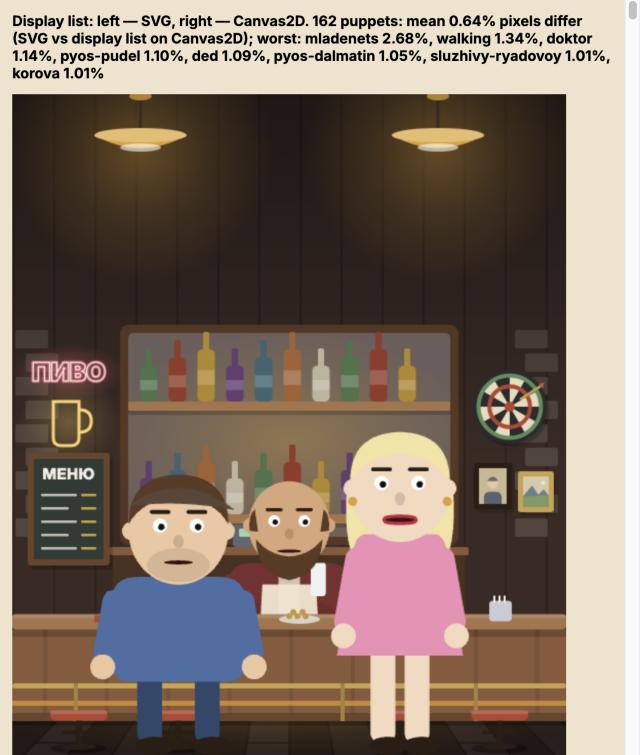 Display list: left — SVG, right — Canvas2D. 162 puppets: mean 0.64% pixels differ
(SVG vs display list on Canvas2D); worst: mladenets 2.68%, walking 1.34%, doktor
1.14%, pyos-pudel 1.10%, ded 1.09%, pyos-dalmatin 1.05%, sluzhivy-ryadovoy 1.01%,
korova 1.01%
ПИВО
МЕНЮ